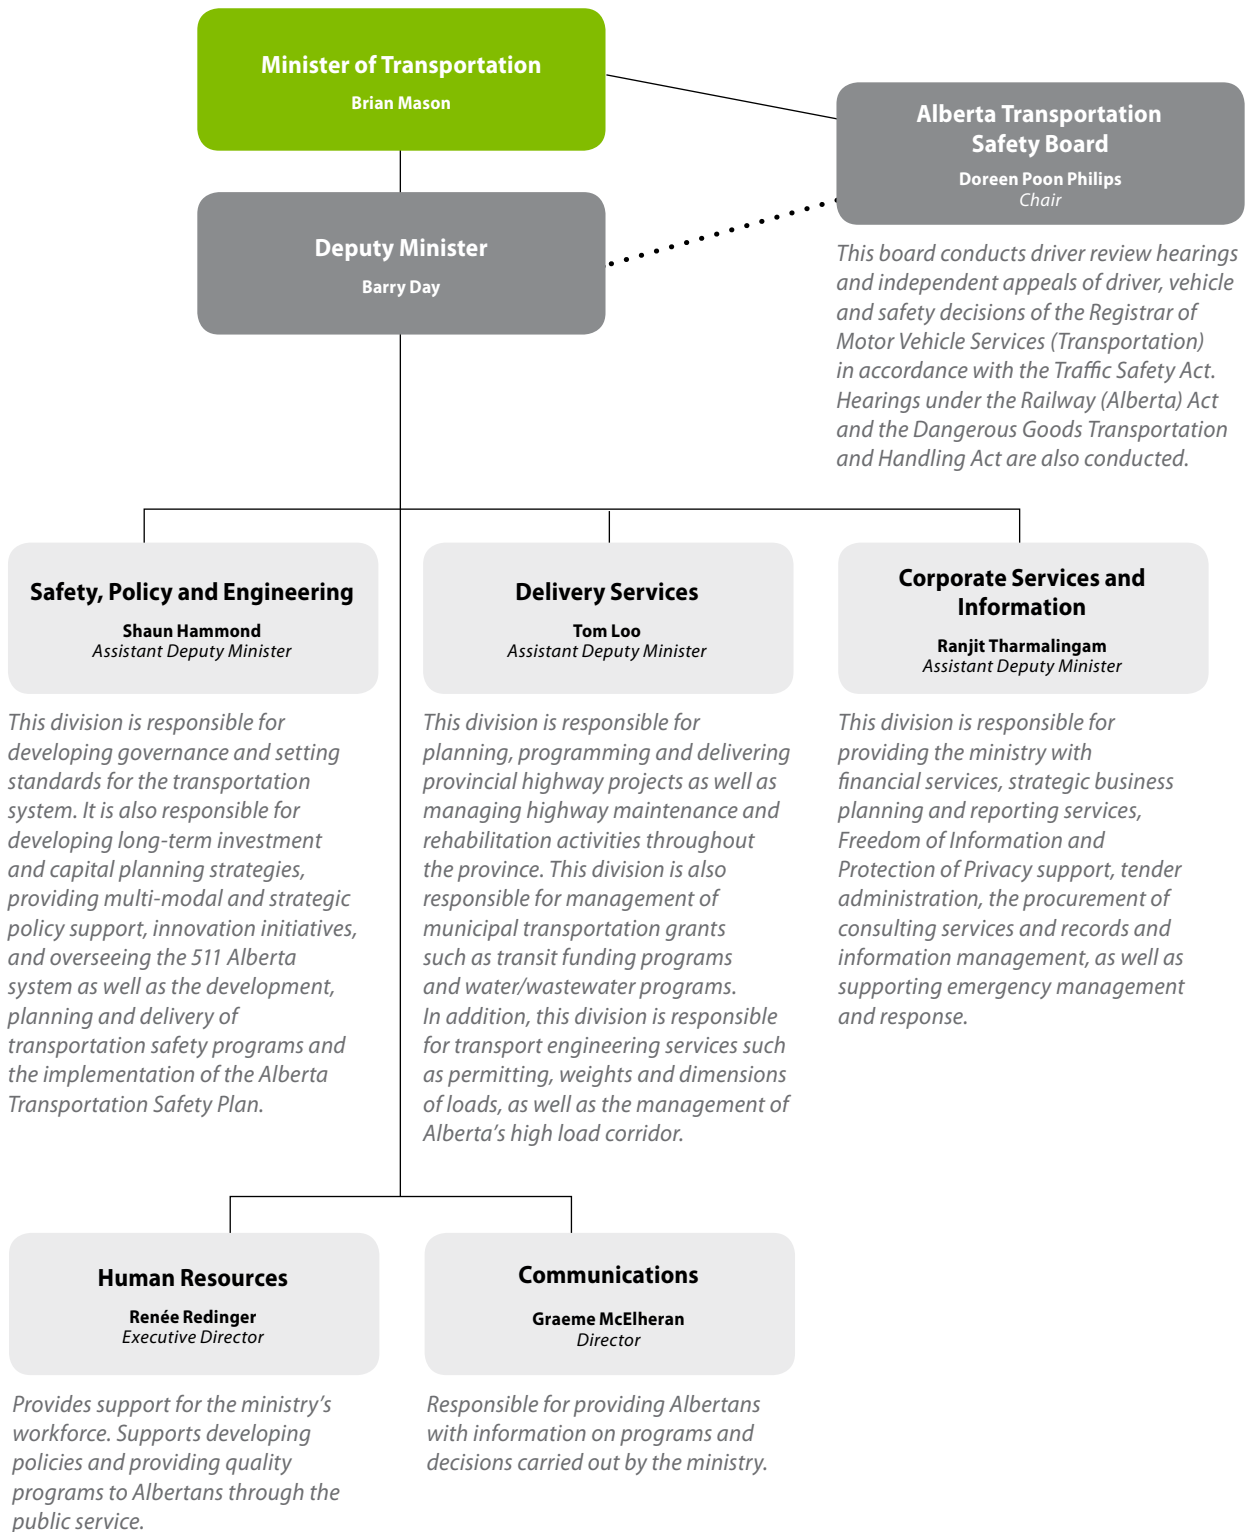 Minister of Transportation
Brian Mason
Alberta Transportation
Safety Board
Doreen Poon Philips
Chair
Deputy Minister
Barry Day
This board conducts driver review hearings
and independent appeals of driver, vehicle
and safety decisions of the Registrar of
Motor Vehicle Services (Transportation)
in accordance with the Traffic Safety Act.
Hearings under the Railway (Alberta) Act
and the Dangerous Goods Transportation
and Handling Act are also conducted.
Safety, Policy and Engineering
Shaun Hammond
Assistant Deputy Minister
This division is responsible for
developing governance and setting
standards for the transportation
system. It is also responsible for
developing long-term investment
and capital planning strategies,
providing multi-modal and strategic
policy support, innovation initiatives,
and overseeing the 511 Alberta
system as well as the development,
planning and delivery of
transportation safety programs and
the implementation of the Alberta
Transportation Safety Plan.
Delivery Services
Tom Loo
Assistant Deputy Minister
This division is responsible for
planning, programming and delivering
provincial highway projects as well as
managing highway maintenance and
rehabilitation activities throughout
the province. This division is also
responsible for management of
municipal transportation grants
such as transit funding programs
and water/wastewater programs.
In addition, this division is responsible
for transport engineering services such
as permitting, weights and dimensions
of loads, as well as the management of
Alberta's high load corridor.
Corporate Services and
Information
Ranjit Tharmalingam
Assistant Deputy Minister
This division is responsible for
providing the ministry with
financial services, strategic business
planning and reporting services,
Freedom of Information and
Protection of Privacy support, tender
administration, the procurement of
consulting services and records and
information management, as well as
supporting emergency management
and response.
Human Resources
Renée Redinger
Executive Director
Provides support for the ministry's
workforce. Supports developing
policies and providing quality
programs to Albertans through the
public service.
Communications
Graeme McElheran
Director
Responsible for providing Albertans
with information on programs and
decisions carried out by the ministry.